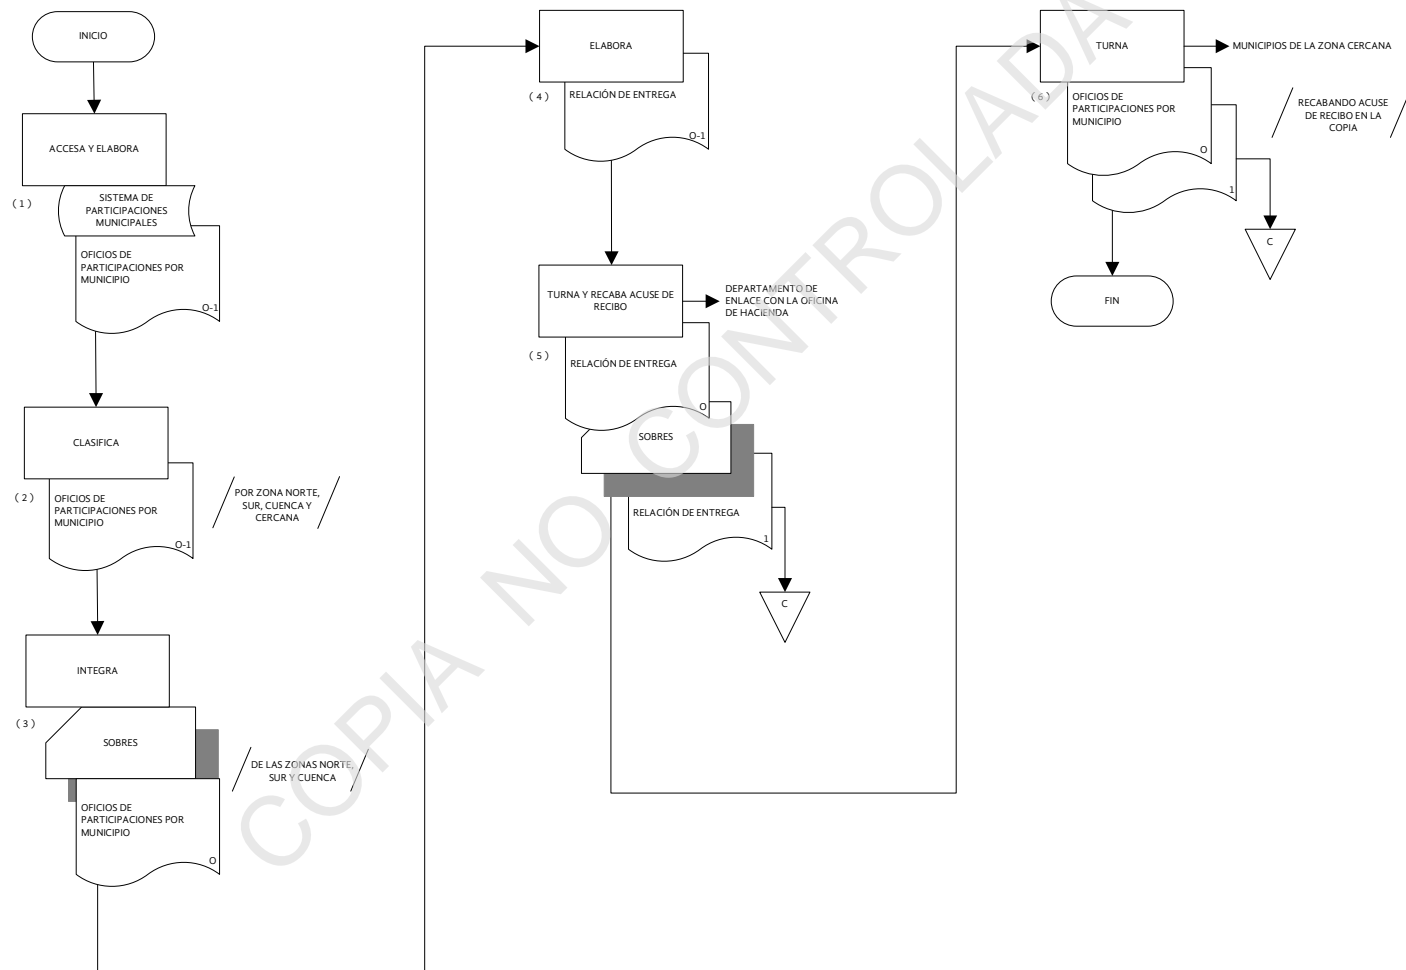 INICIO
ACCESA Y ELABORA
( 1 )
SISTEMA DE
PARTICIPACIONES
MUNICIPALES
OFICIOS DE
PARTICIPACIONES POR
MUNICIPIO
O-1
CLASIFICA
( 2 )
OFICIOS DE
PARTICIPACIONES POR
MUNICIPIO
O-1
POR ZONA NORTE,
SUR, CUENCA Y
CERCANA
INTEGRA
( 3 )
SOBRES
DE LAS ZONAS NORTE,
SUR Y CUENCA
OFICIOS DE
PARTICIPACIONES POR
MUNICIPIO
O
ELABORA
( 4 )
RELACIÓN DE ENTREGA
O-1
TURNA Y RECABA ACUSE DE
RECIBO
DEPARTAMENTO DE
ENLACE CON LA OFICINA
DE HACIENDA
( 5 )
RELACIÓN DE ENTREGA
O
SOBRES
RELACIÓN DE ENTREGA
1
C
TURNA
MUNICIPIOS DE LA ZONA CERCANA
( 6 )
OFICIOS DE
PARTICIPACIONES POR
MUNICIPIO
O
1
RECABANDO ACUSE
DE RECIBO EN LA
COPIA
C
FIN
COPIA NO CONTROLADA